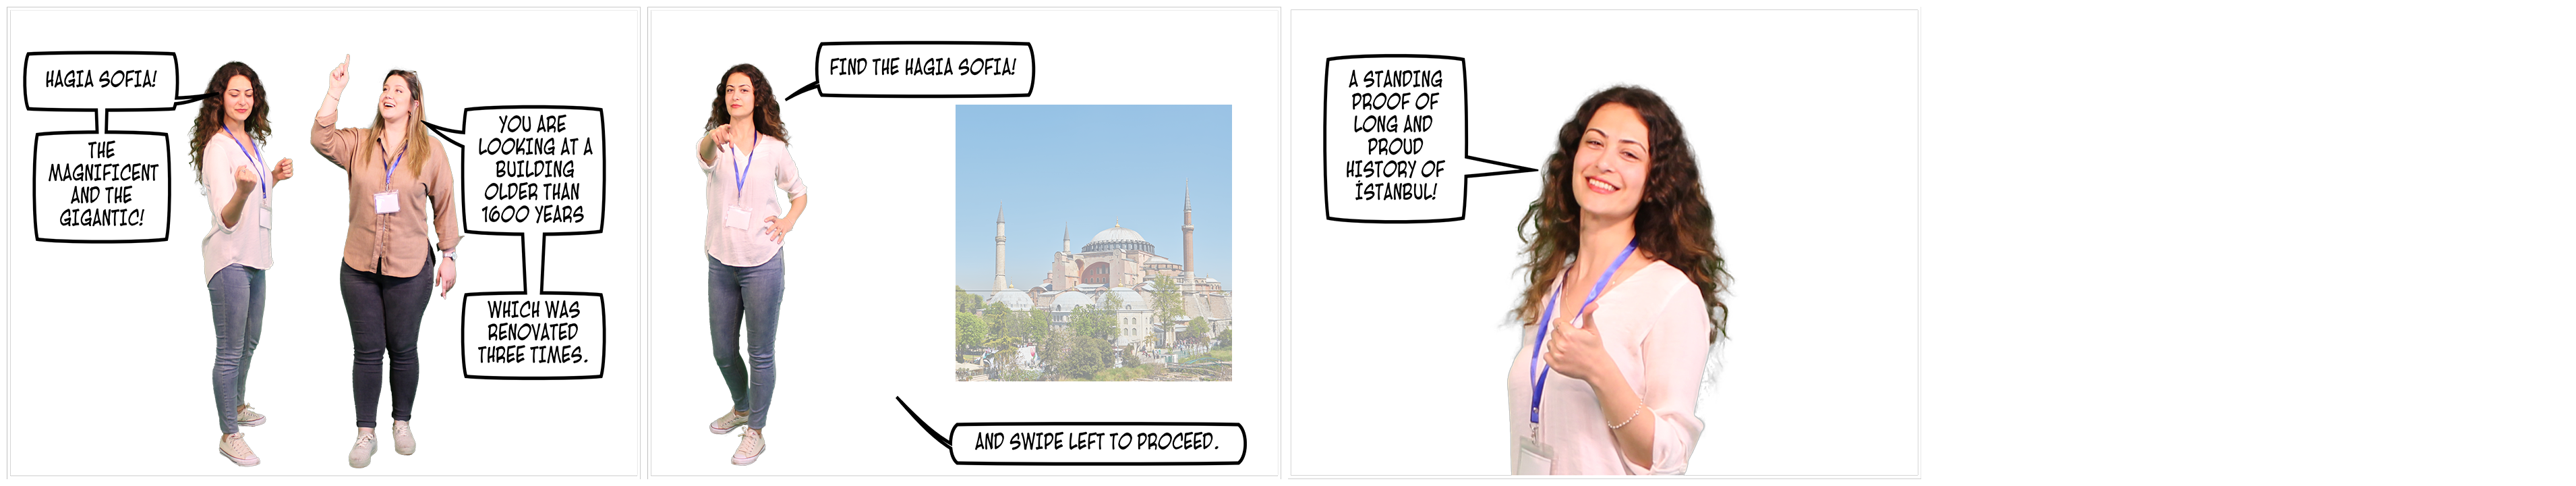 HAGIA SOFIA!
THE
MAGNIFICENT
AND THE
GIGANTIC!
YOU ARE
LOOKING AT A
BUILDING
OLDER THAN
1600 YEARS
WHICH WAS
RENOVATED
THREE TIMES.
FIND THE HAGIA SOFIA!
AND SWIPE LEFT TO PROCEED.
A STANDING
PROOF OF
LONG AND
PROUD
HISTORY OF
İSTANBUL!